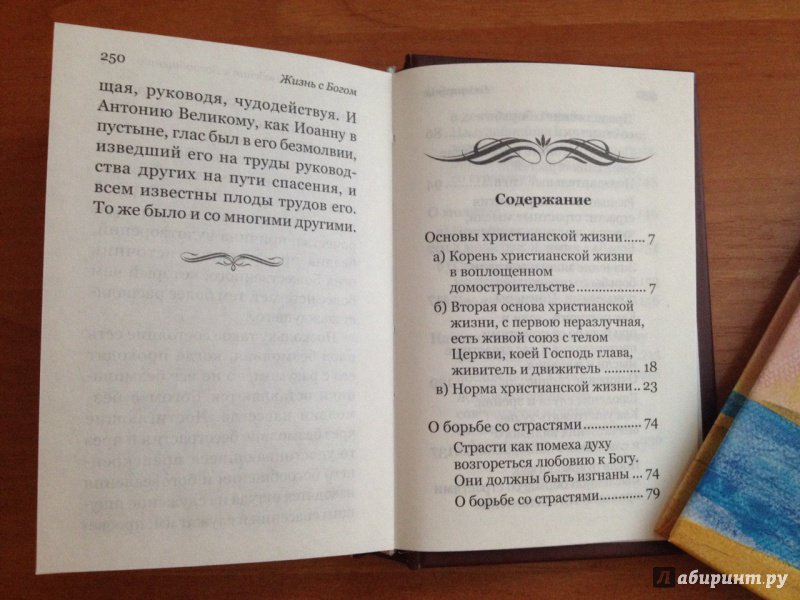 250
Жизнь с Богом
щая, руководя, чудодействуя. И
Антонию Великому, как Иоанну в
пустыне, глас был в его безмолвии,
изведший его на труды руковод-
ства других на пути спасения, и
всем известны плоды трудов его.
То же было и со многими другими.
Содержание
Основы христианской жизни...... 7
а) Корень христианской жизни
в воплощенном
домостроительстве ................ 7
б) Вторая основа христианской
жизни, с первою неразлучная,
есть живой союз с телом
Церкви, коей Господь глава,
живитель и движитель .......... 18
в) Норма христианской жизни .. 23
О борьбе со страстями................ 74
Страсти как помеха духу
возгореться любовию к Богу.
Они должны быть изгнаны ... 74
О борьбе со страстями............ 79
Лабиринт.ру